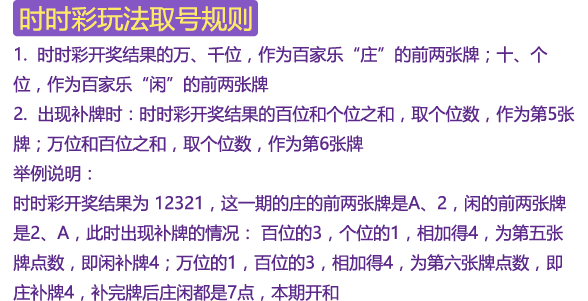 时时彩玩法取号规则
1. 时时彩开奖结果的万、千位，作为百家乐“庄”的前两张牌；十、个
位，作为百家乐“闲”的前两张牌
2. 出现补牌时：时时彩开奖结果的百位和个位之和，取个位数，作为第5张
牌；万位和百位之和，取个位数，作为第6张牌
举例说明：
时时彩开奖结果为 12321，这一期的庄的前两张牌是A、2，闲的前两张牌
是2、A，此时出现补牌的情况： 百位的3，个位的1，相加得4，为第五张
牌点数，即闲补牌4；万位的1，百位的3，相加得4，为第六张牌点数，即
庄补牌4，补完牌后庄闲都是7点，本期开和